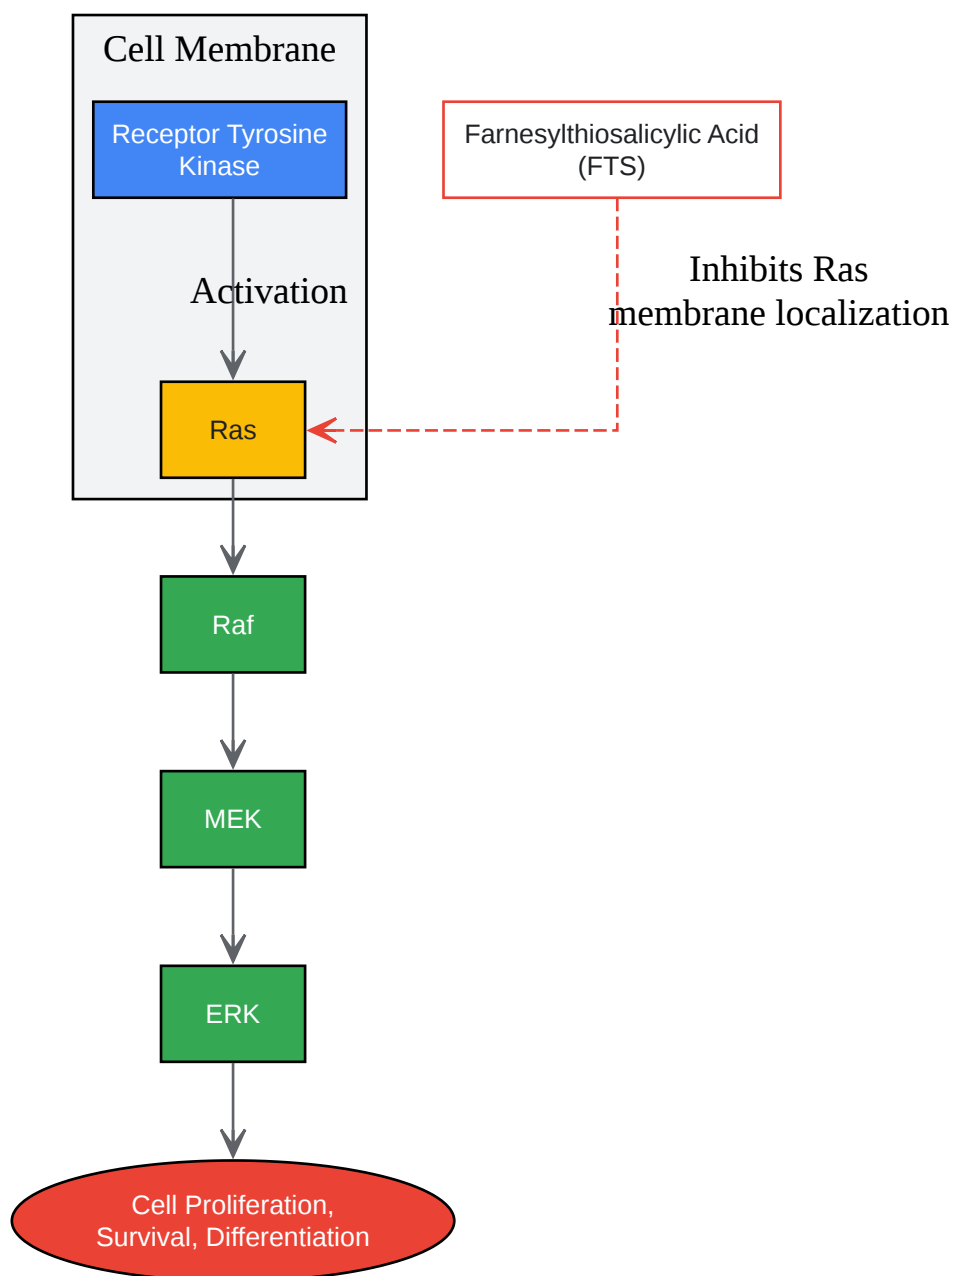 Cell Membrane
Receptor Tyrosine
Kinase
Farnesylthiosalicylic Acid
(FTS)
Activation
Inhibits Ras
membrane localization
Ras
Raf
MEK
ERK
Cell Proliferation,
Survival, Differentiation